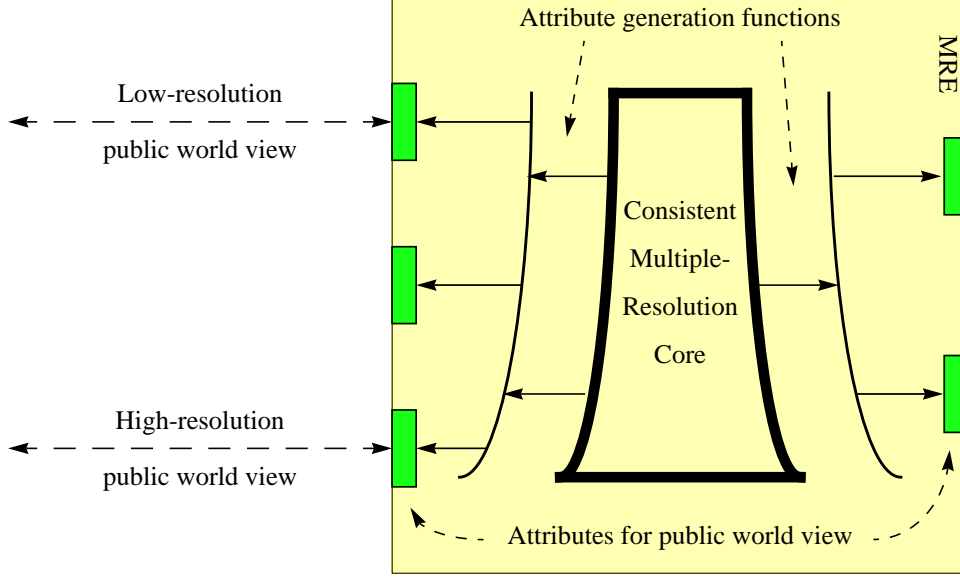 Attribute generation functions
MRE
Low-resolution
public world view
Consistent
Multiple-
Resolution
Core
High-resolution
public world view
Attributes for public world view